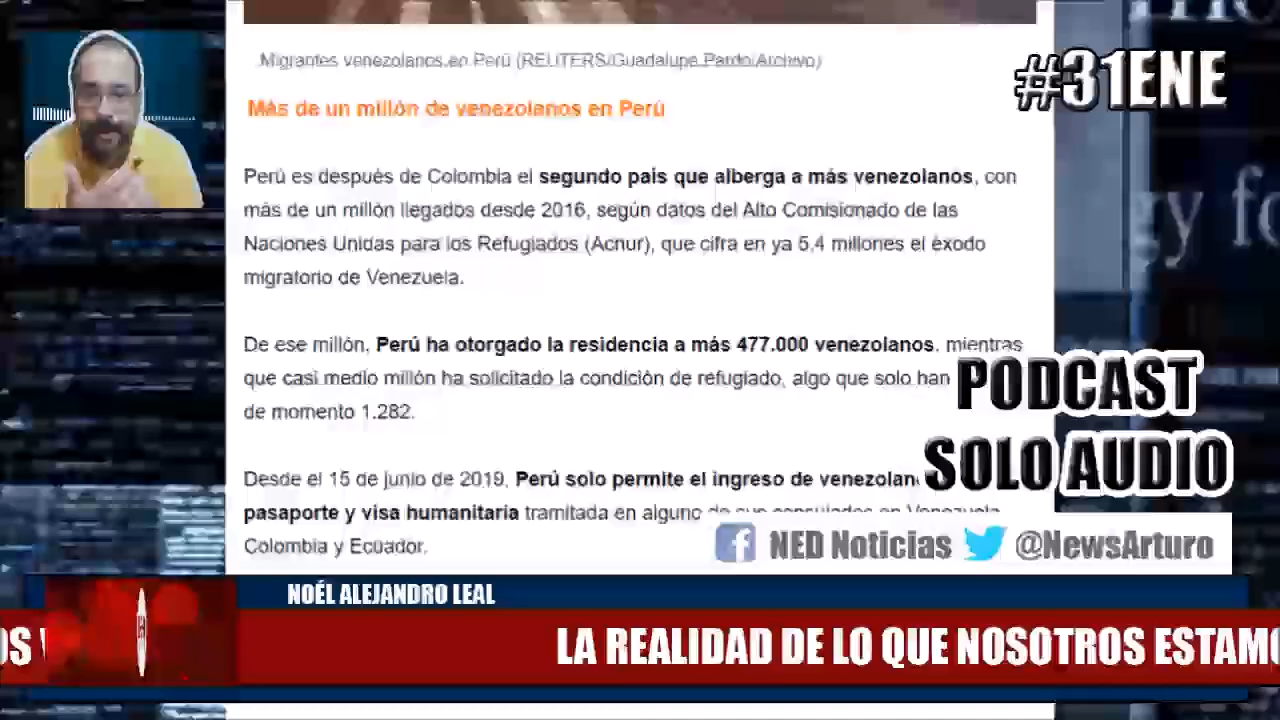 Migrantes venezolanos en Perú (REUTERS/Guadalupe Pardo/Archivo)
#31ENE
Más de un millón de venezolanos en Perú
Perú es después de Colombia el segundo país que alberga a más venezolanos, con
más de un millón llegados desde 2016, según datos del Alto Comisionado de las
Naciones Unidas para los Refugiados (Acnur), que cifra en ya 5,4 millones el éxodo
migratorio de Venezuela.
De ese millón, Perú ha otorgado la residencia a más 477.000 venezolanos, mientras
que casi medio millón ha solicitado la condición de refugiado, algo que solo han
de momento 1.282.
PODCAST
SOLO AUDIO
Desde el 15 de junio de 2019, Perú solo permite el ingreso de venezolan
pasaporte y visa humanitaria tramitada en alguno de sus consulados en Venezuela,
Colombia y Ecuador.
NED Noticias @NewsArturo
NOÉL ALEJANDRO LEAL
OS LA REALIDAD DE LO QUE NOSOTROS ESTAMO